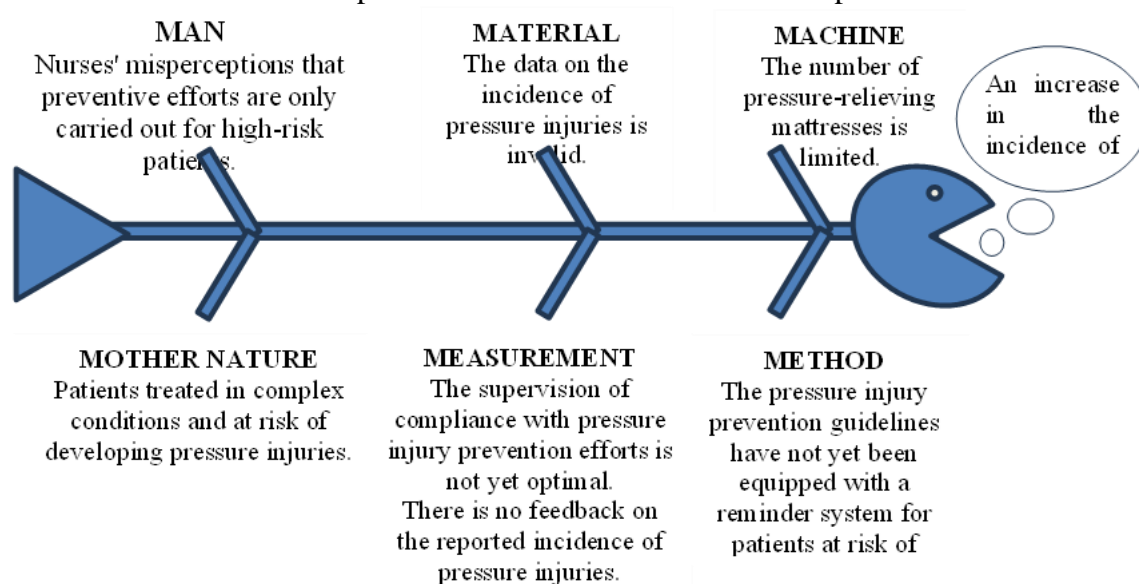 MAN
Nurses' misperceptions that
preventive efforts are only
carried out for high-risk
patients.
MATERIAL
The data on the
incidence of
pressure injuries is
invalid.
MACHINE
The number of
pressure-relieving
mattresses is
limited.
An increase
in the
incidence of
MOTHER NATURE
Patients treated in complex
conditions and at risk of
developing pressure injuries.
MEASUREMENT
The supervision of
compliance with pressure
injury prevention efforts is
not yet optimal.
There is no feedback on
the reported incidence of
pressure injuries.
METHOD
The pressure injury
prevention guidelines
have not yet been
equipped with a
reminder system for
patients at risk of